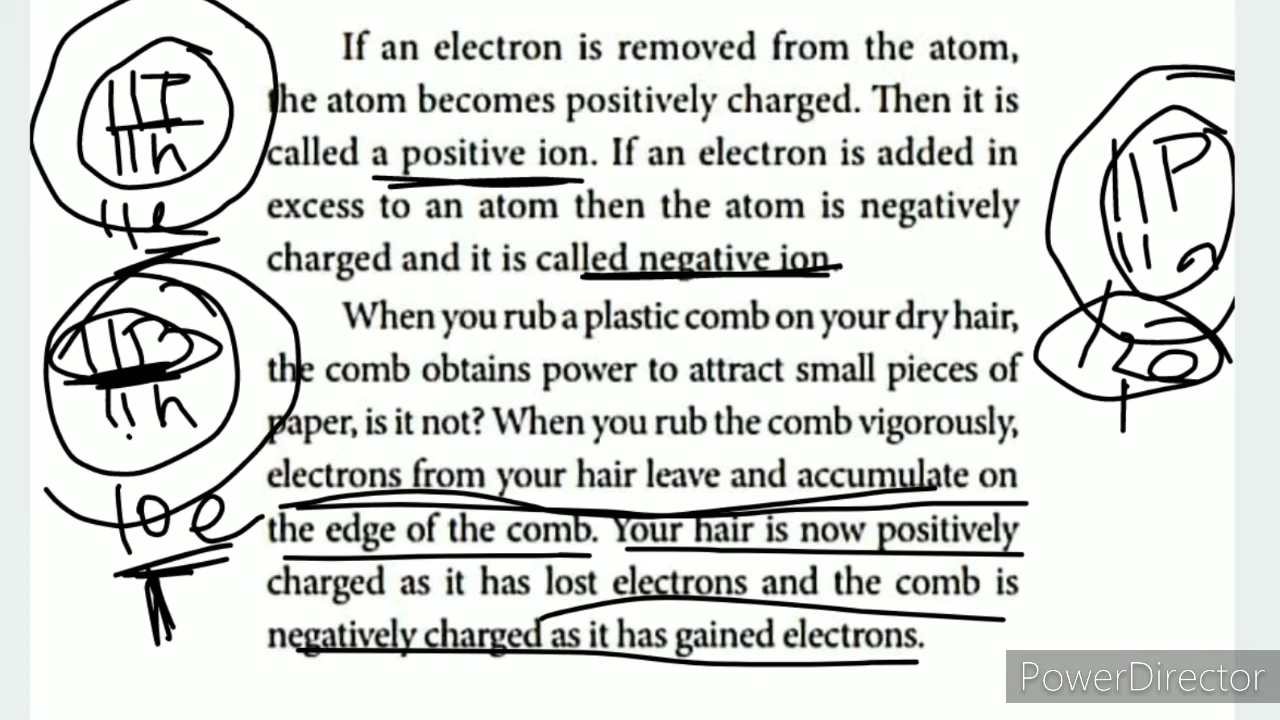 If an electron is removed from the atom,
the atom becomes positively charged. Then it is
called a positive ion. If an electron is added in
excess to an atom then the atom is negatively
charged and it is called negative ion.
When you rub a plastic comb on your dry hair,
the comb obtains power to attract small pieces of
paper, is it not? When you rub the comb vigorously,
electrons from your hair leave and accumulate on
the edge of the comb. Your hair is now positively
charged as it has lost electrons and the comb is
negatively charged as it has gained electrons.
11P
11n
11e
11P
11n
10e
11P
PowerDirector